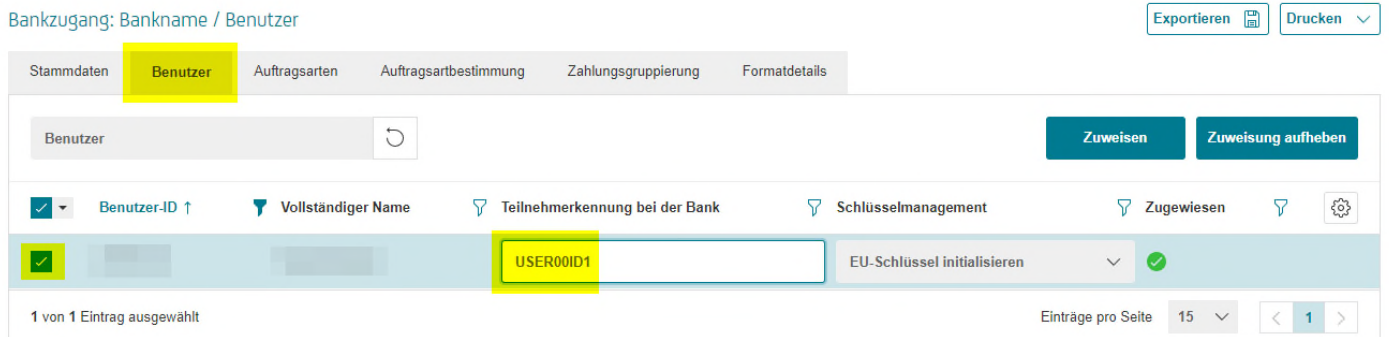 Bankzugang: Bankname / Benutzer
Exportieren Drucken
Stammdaten Benutzer Auftragsarten Auftragsartbestimmung Zahlungsgruppierung Formatdetails
Benutzer Zuweisen Zuweisung aufheben
Benutzer-ID ↑ Vollständiger Name Teilnehmerkennung bei der Bank Schlüsselmanagement Zugewiesen
USER00ID1 EU-Schlüssel initialisieren
1 von 1 Eintrag ausgewählt Einträge pro Seite 15 < 1 >